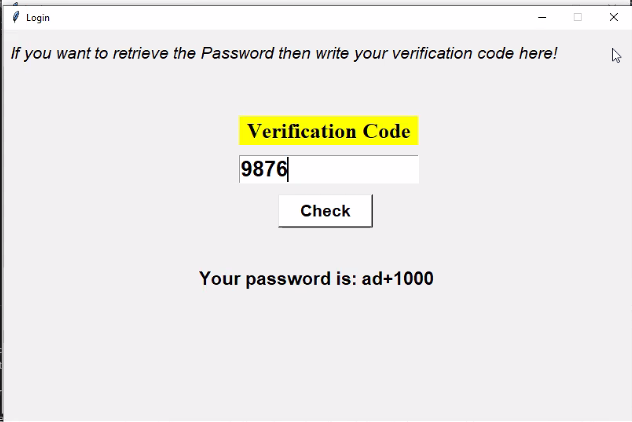 Login
If you want to retrieve the Password then write your verification code here!
Verification Code
9876
Check
Your password is: ad+1000